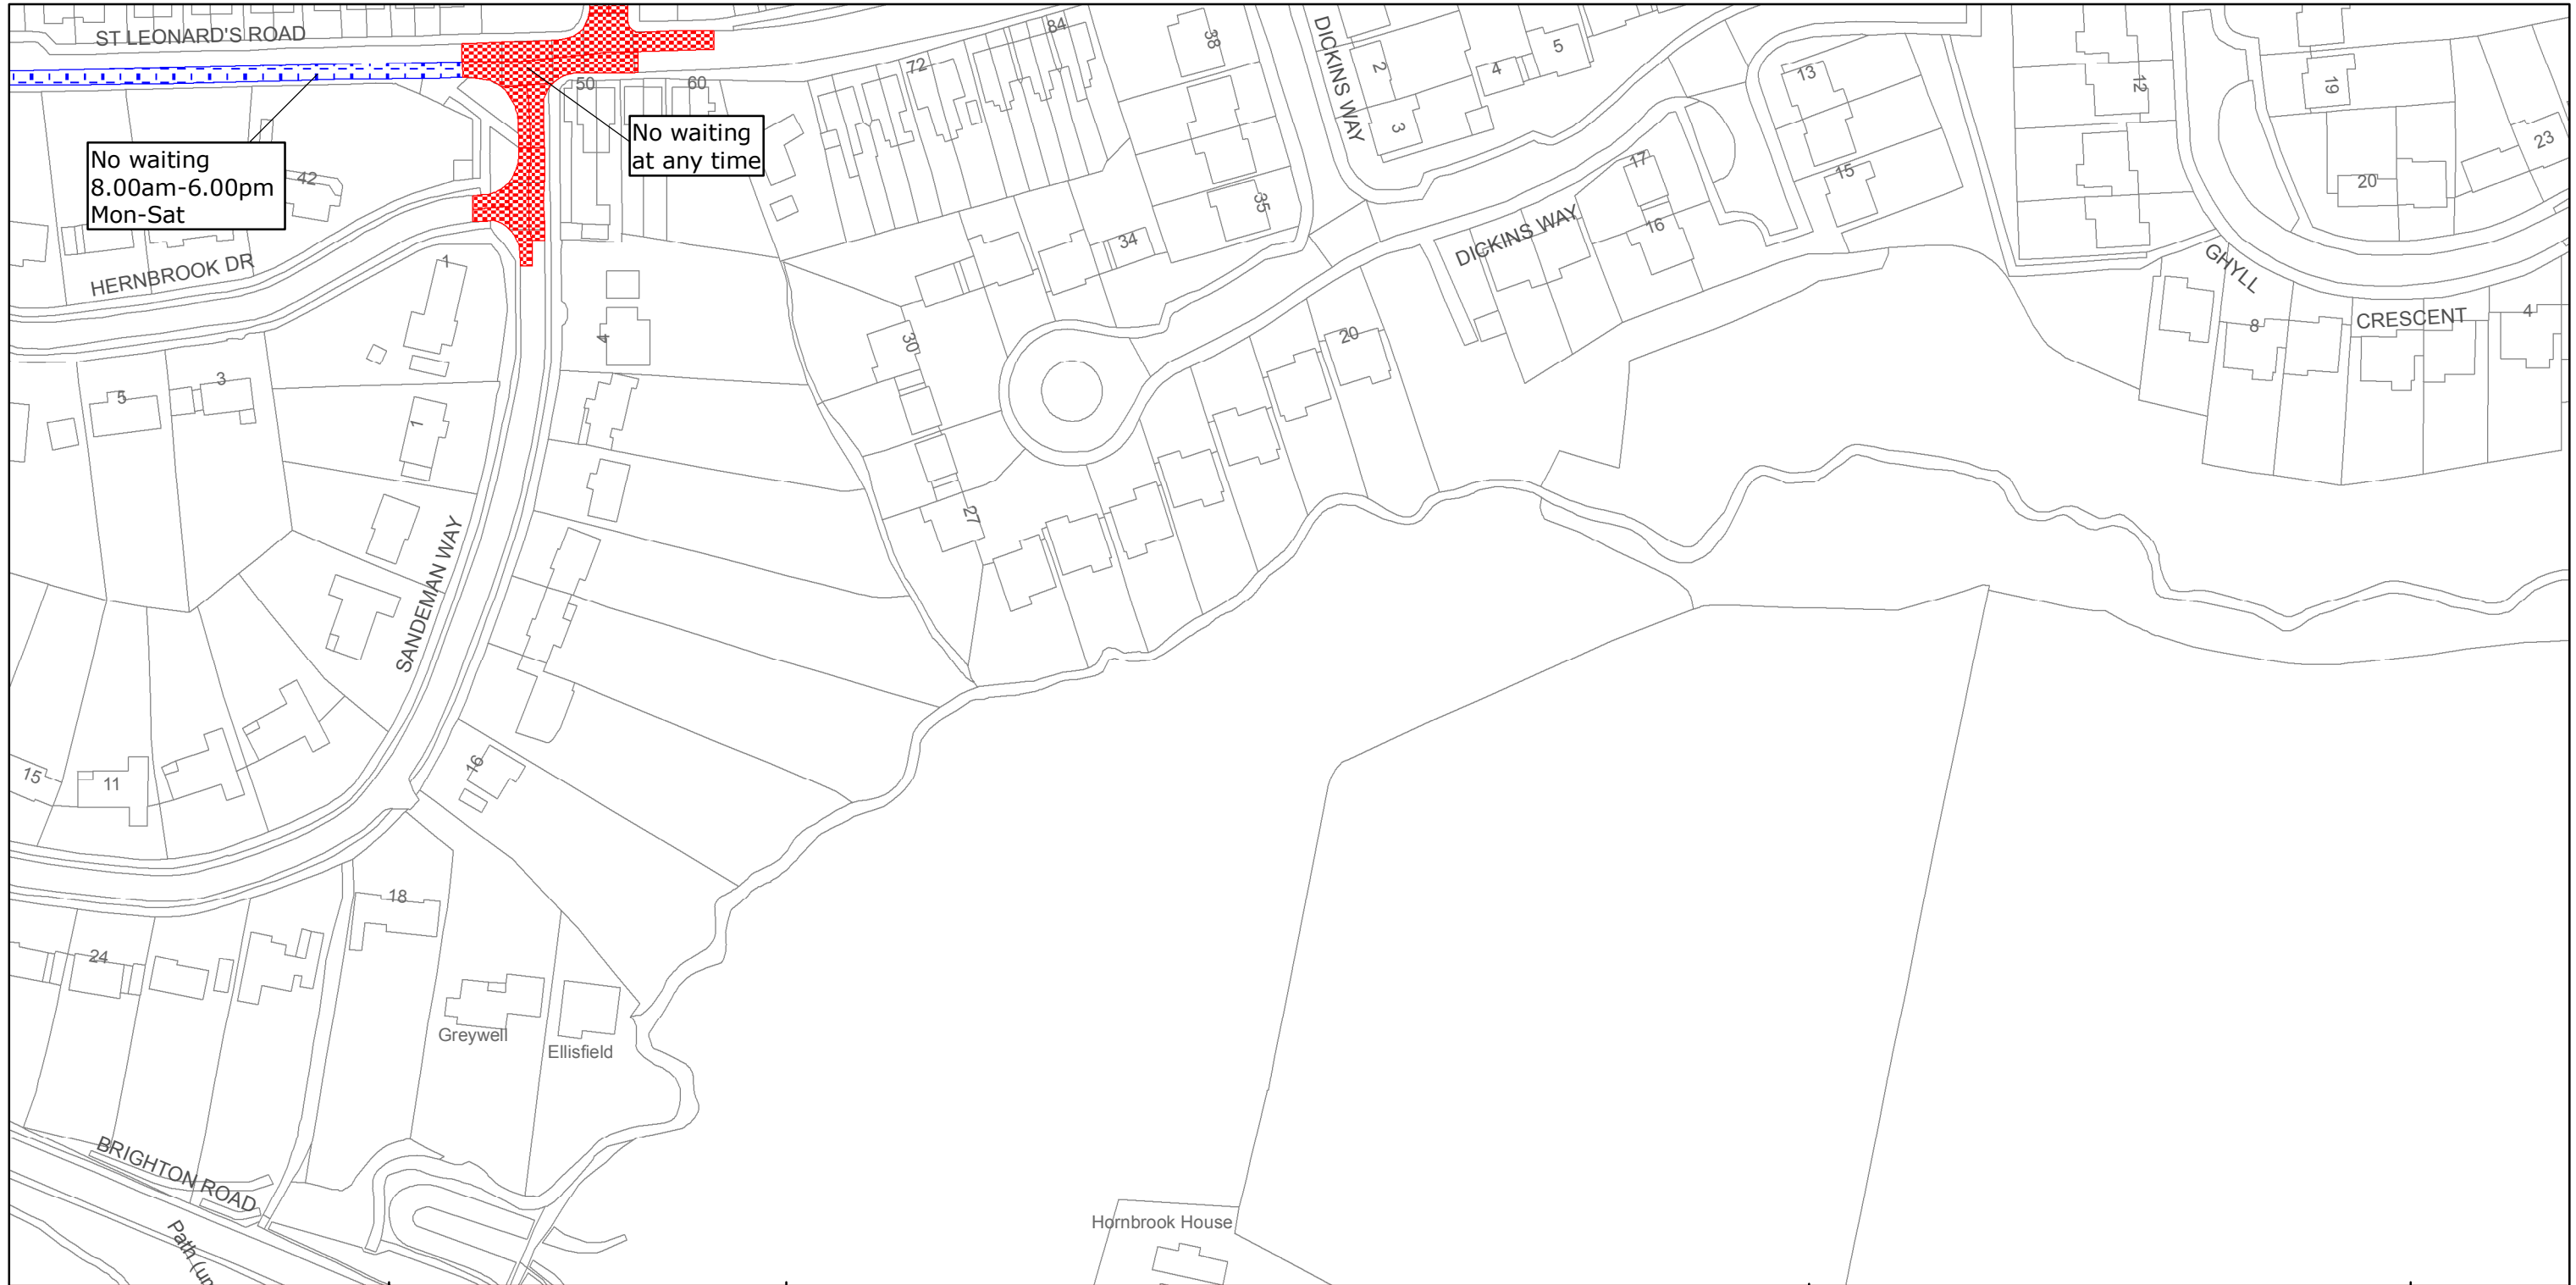 ST LEONARD'S ROAD
84
38
DICKINS WAY
2
4
5
3
72
13
12
19
23
50
60
No waiting
at any time
No waiting
8.00am-6.00pm
Mon-Sat
42
17
15
20
35
34
DICKINS WAY
16
HERNBROOK DR
1
4
30
20
GHYLL
CRESCENT
8
4
5
3
1
27
SANDEMAN WAY
16
15
11
18
24
Greywell
Ellisfield
BRIGHTON ROAD
Path (
Hornbrook House